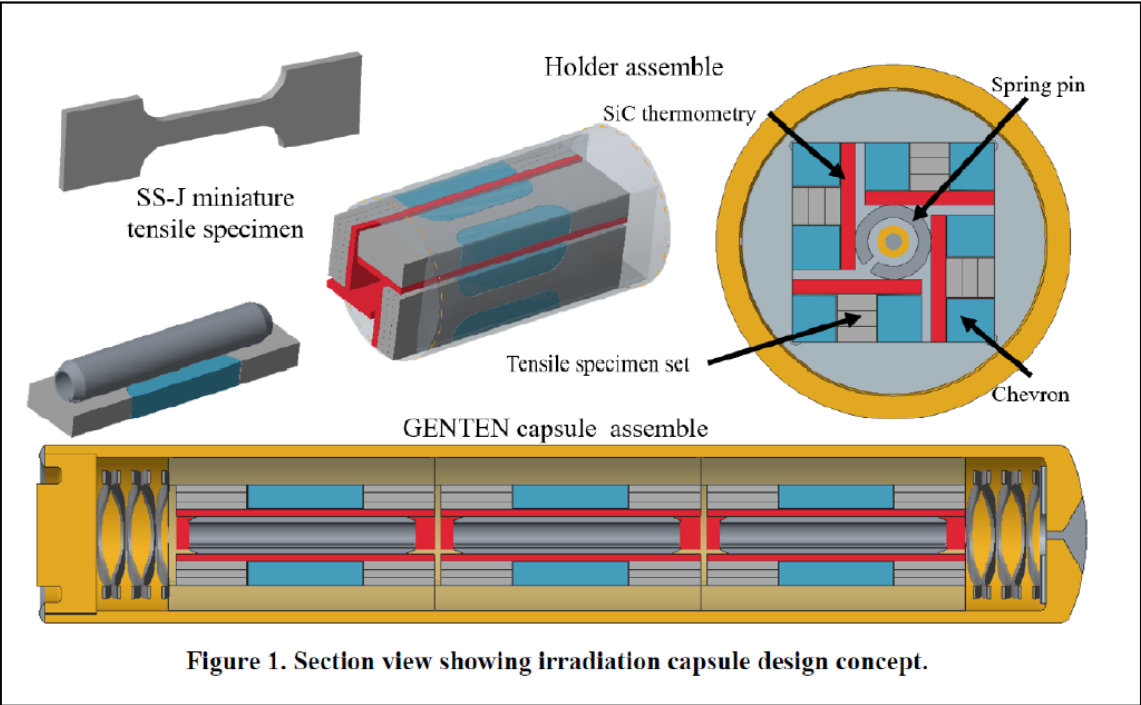 Holder assemble
Spring pin
SiC thermometry
SS-J miniature
tensile specimen
Tensile specimen set
Chevron
GENTEN capsule assemble
Figure 1. Section view showing irradiation capsule design concept.